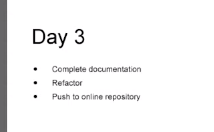 Day 3
• Complete documentation
• Refactor
• Push to online repository